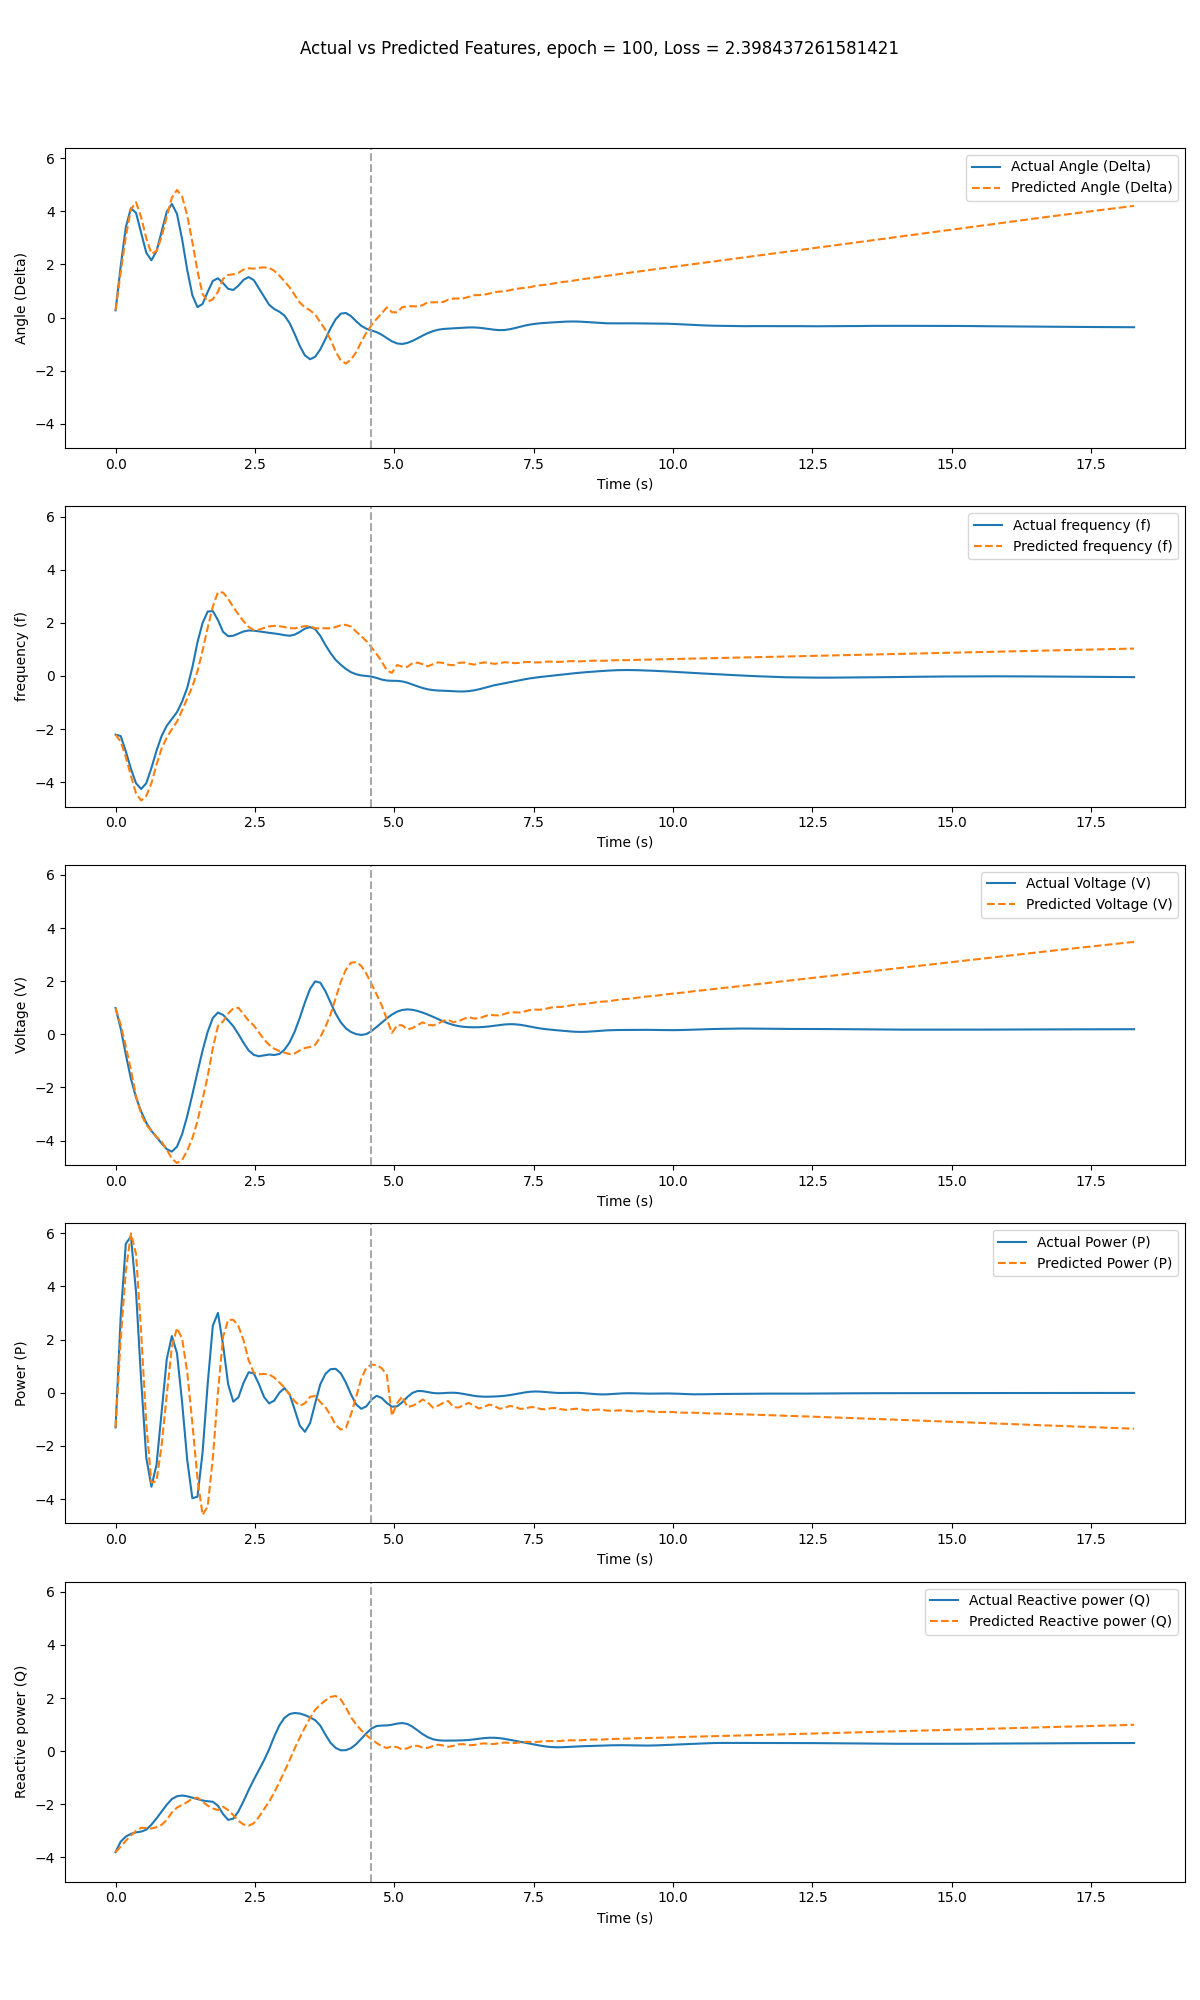 Actual vs Predicted Features, epoch = 100, Loss = 2.398437261581421
6
4
2
0
−2
−4
Angle (Delta)
Actual Angle (Delta)
Predicted Angle (Delta)
0.0 2.5 5.0 7.5 10.0 12.5 15.0 17.5
Time (s)
6
4
2
0
−2
−4
frequency (f)
Actual frequency (f)
Predicted frequency (f)
0.0 2.5 5.0 7.5 10.0 12.5 15.0 17.5
Time (s)
6
4
2
0
−2
−4
Voltage (V)
Actual Voltage (V)
Predicted Voltage (V)
0.0 2.5 5.0 7.5 10.0 12.5 15.0 17.5
Time (s)
6
4
2
0
−2
−4
Power (P)
Actual Power (P)
Predicted Power (P)
0.0 2.5 5.0 7.5 10.0 12.5 15.0 17.5
Time (s)
6
4
2
0
−2
−4
Reactive power (Q)
Actual Reactive power (Q)
Predicted Reactive power (Q)
0.0 2.5 5.0 7.5 10.0 12.5 15.0 17.5
Time (s)